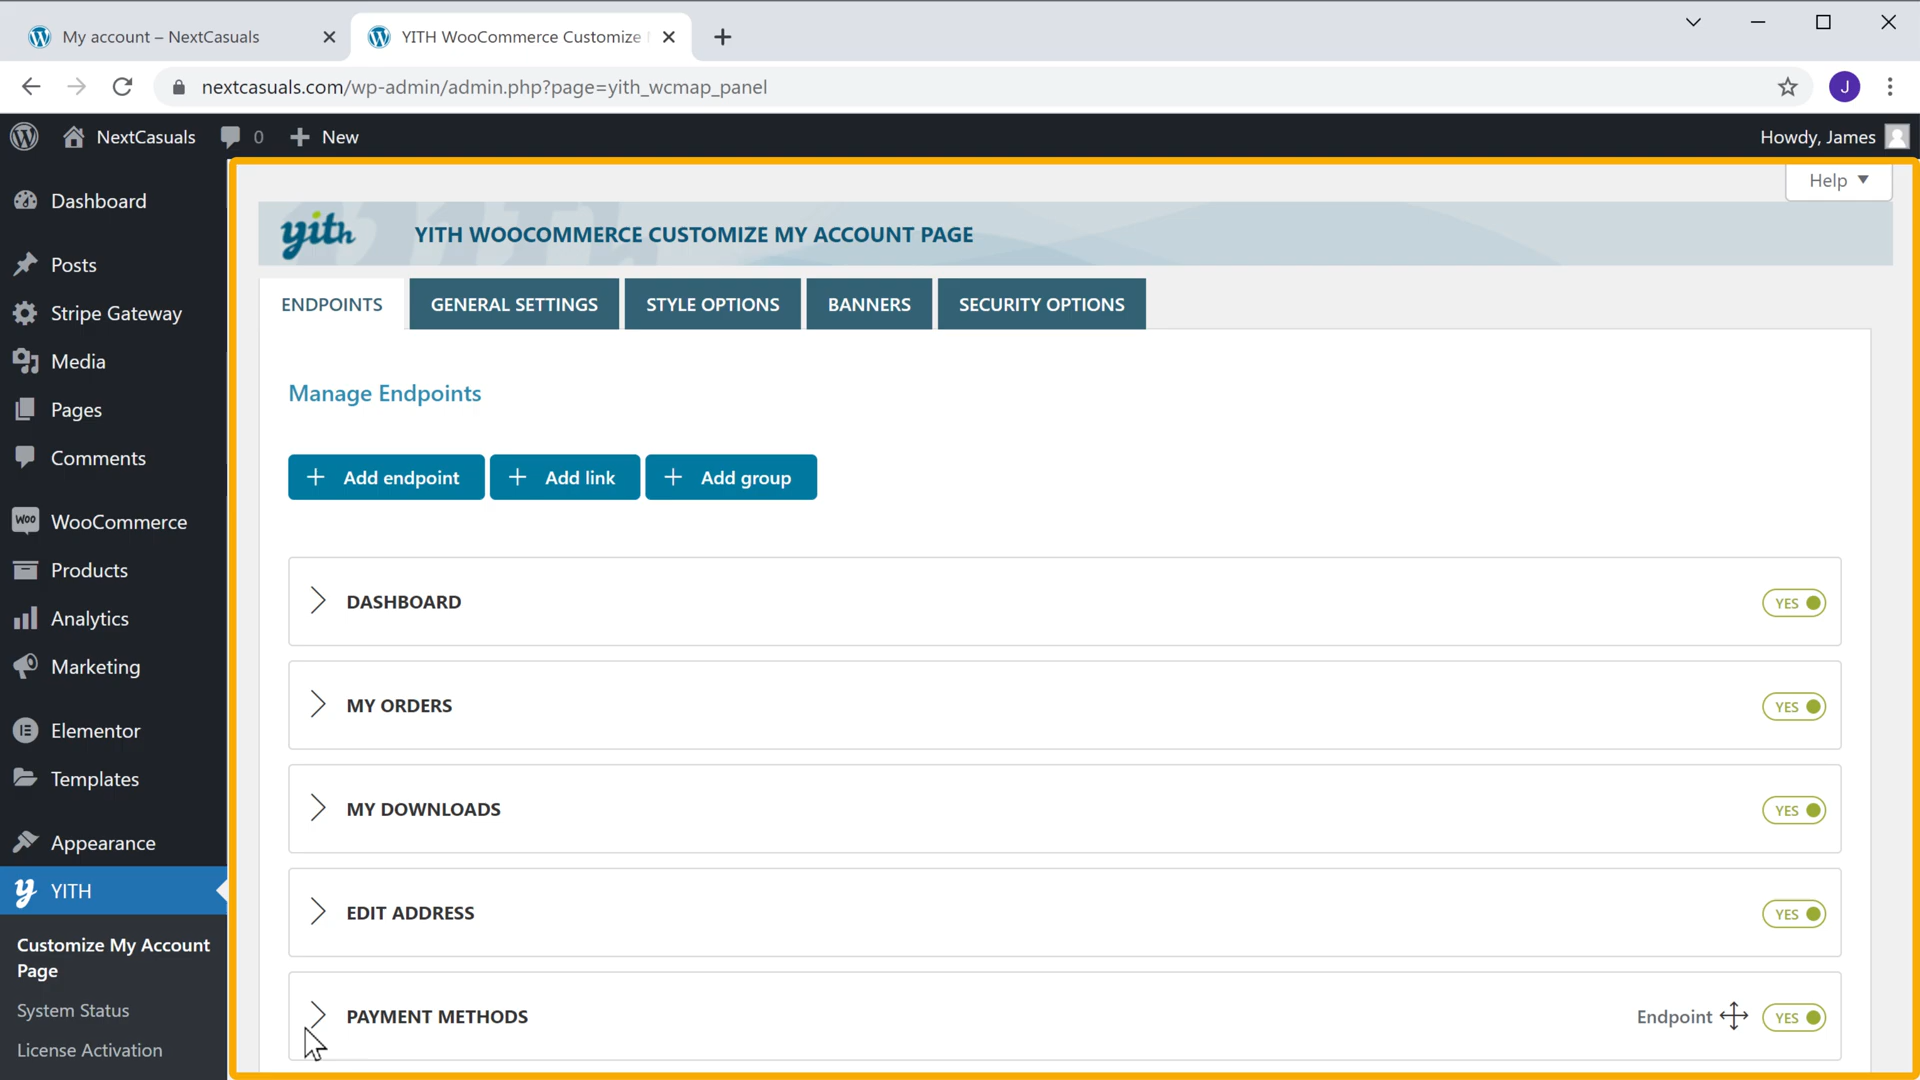 My account – NextCasuals
YITH WooCommerce Customize
nextcasuals.com/wp-admin/admin.php?page=yith_wcmap_panel
J
NextCasuals
0
New
Howdy, James
Dashboard
Posts
Stripe Gateway
Media
Pages
Comments
Woo
WooCommerce
Products
Analytics
Marketing
Elementor
Templates
Appearance
y
YITH
Customize My Account
Page
System Status
License Activation
Help
yith
YITH WOOCOMMERCE CUSTOMIZE MY ACCOUNT PAGE
ENDPOINTS
GENERAL SETTINGS
STYLE OPTIONS
BANNERS
SECURITY OPTIONS
Manage Endpoints
Add endpoint
Add link
Add group
DASHBOARD
YES
MY ORDERS
YES
MY DOWNLOADS
YES
EDIT ADDRESS
YES
PAYMENT METHODS
Endpoint
YES